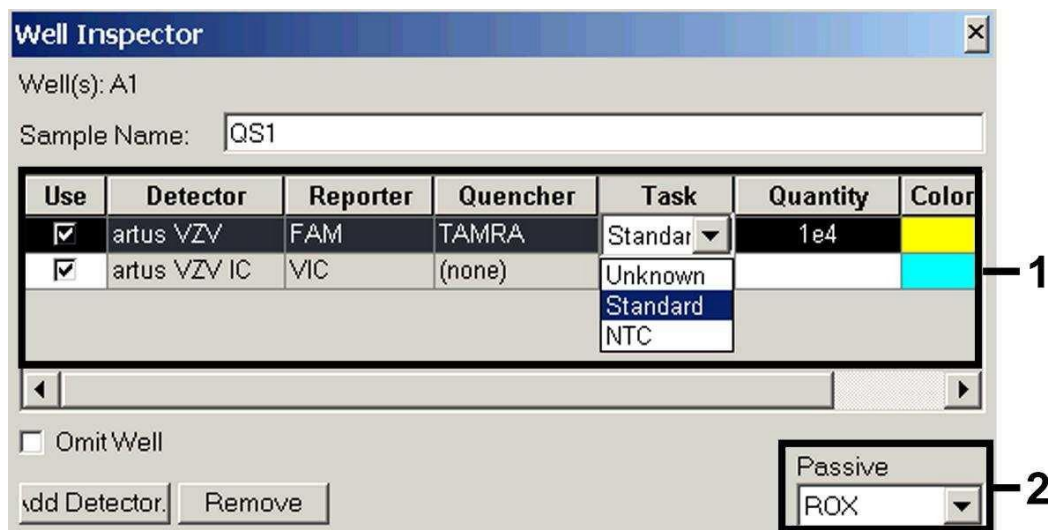 Well Inspector
Well(s): A1
Sample Name: QS1
Use Detector Reporter Quencher Task Quantity Color
artus VZV FAM TAMRA Standar 1e4
artus VZV IC VIC (none)
Unknown
Standard
NTC
1
Omit Well
Passive
2
dd Detector. Remove ROX